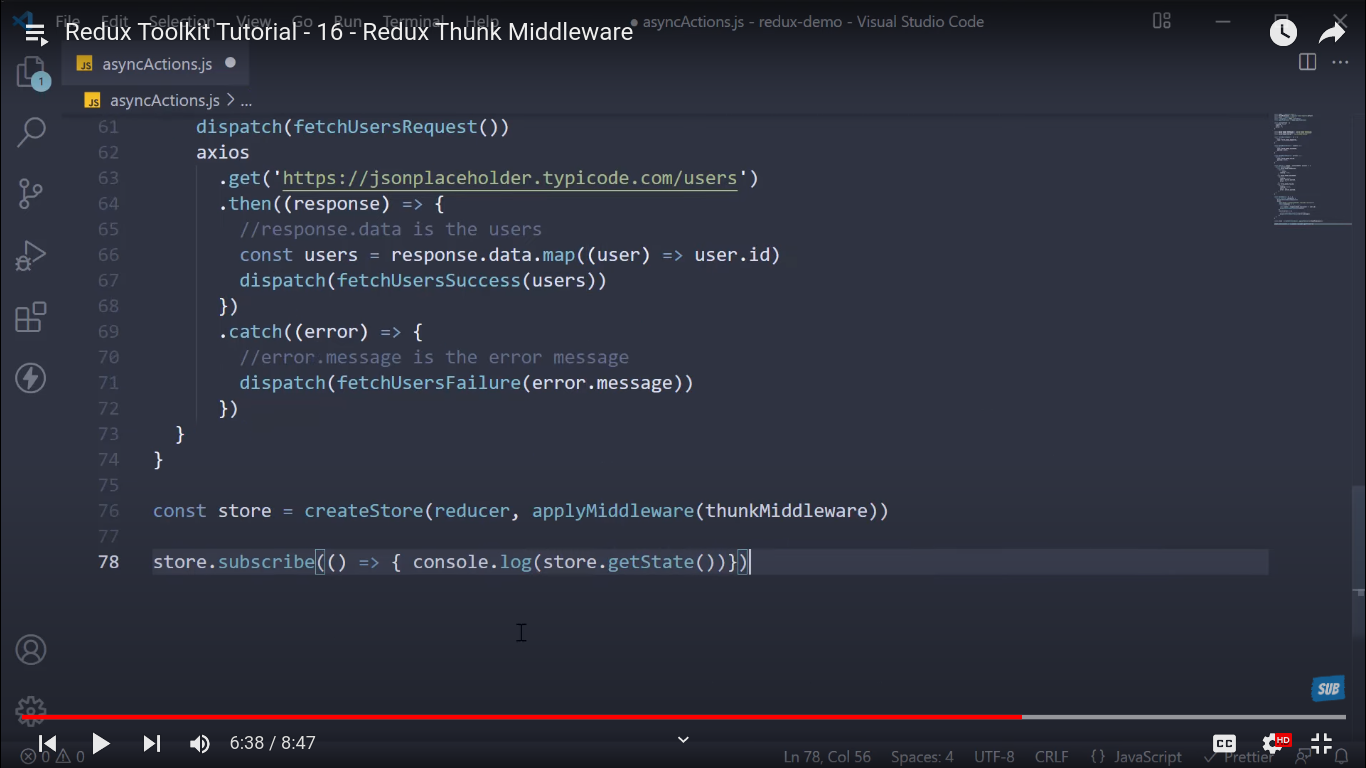 File Edit Selection View Go Run Terminal Help
● asyncActions.js - redux-demo - Visual Studio Code
Redux Toolkit Tutorial - 16 - Redux Thunk Middleware
JS asyncActions.js ●
1
JS asyncActions.js > ...
61 dispatch(fetchUsersRequest())
62 axios
63 .get('https://jsonplaceholder.typicode.com/users')
64 .then((response) => {
65 //response.data is the users
66 const users = response.data.map((user) => user.id)
67 dispatch(fetchUsersSuccess(users))
68 })
69 .catch((error) => {
70 //error.message is the error message
71 dispatch(fetchUsersFailure(error.message))
72 })
73 }
74 }
75
76 const store = createStore(reducer, applyMiddleware(thunkMiddleware))
77
78 store.subscribe(() => { console.log(store.getState())})
SUB
6:38 / 8:47
CC
HD
0 0
Ln 78, Col 56 Spaces: 4 UTF-8 CRLF {} JavaScript ✓ Prettier